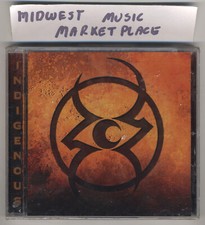 MIDWEST MUSIC
MARKET PLACE
INDIGENOUS